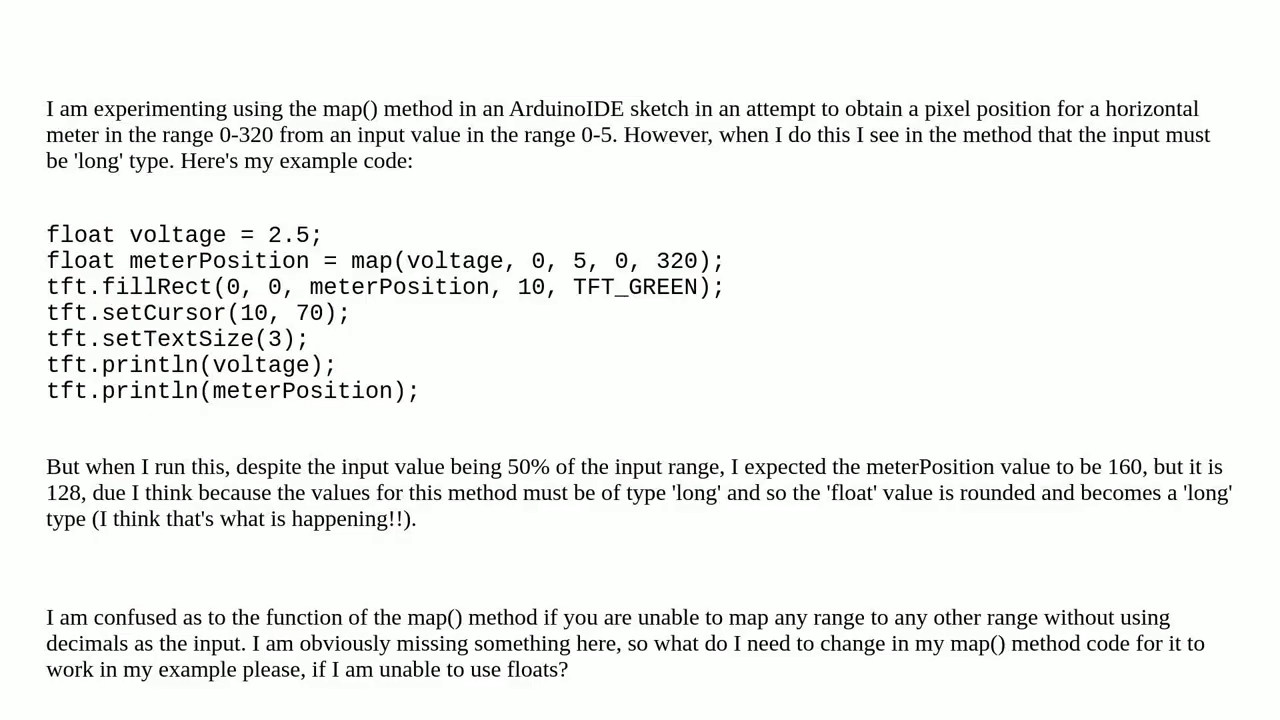 I am experimenting using the map() method in an ArduinoIDE sketch in an attempt to obtain a pixel position for a horizontal
meter in the range 0-320 from an input value in the range 0-5. However, when I do this I see in the method that the input must
be 'long' type. Here's my example code:
float voltage = 2.5;
float meterPosition = map(voltage, 0, 5, 0, 320);
tft.fillRect(0, 0, meterPosition, 10, TFT_GREEN);
tft.setCursor(10, 70);
tft.setTextSize(3);
tft.println(voltage);
tft.println(meterPosition);
But when I run this, despite the input value being 50% of the input range, I expected the meterPosition value to be 160, but it is
128, due I think because the values for this method must be of type 'long' and so the 'float' value is rounded and becomes a 'long'
type (I think that's what is happening!!).
I am confused as to the function of the map() method if you are unable to map any range to any other range without using
decimals as the input. I am obviously missing something here, so what do I need to change in my map() method code for it to
work in my example please, if I am unable to use floats?